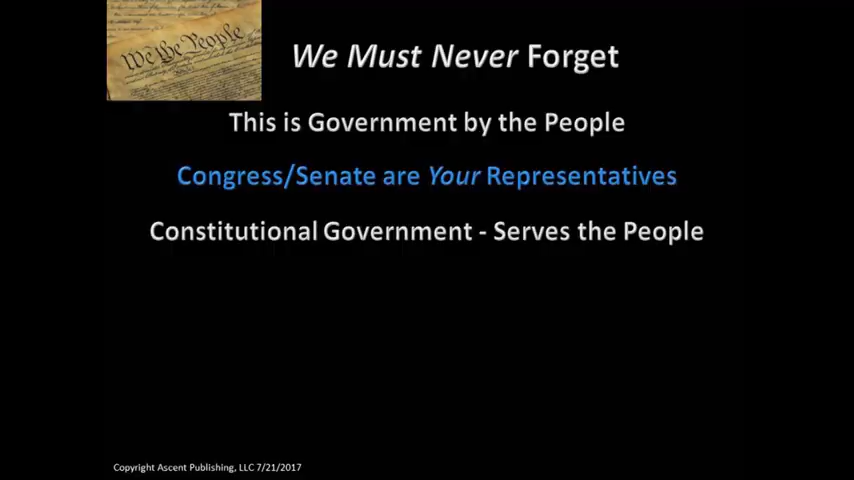 We the People
We Must Never Forget
This is Government by the People
Congress/Senate are Your Representatives
Constitutional Government - Serves the People
Copyright Ascent Publishing, LLC 7/21/2017